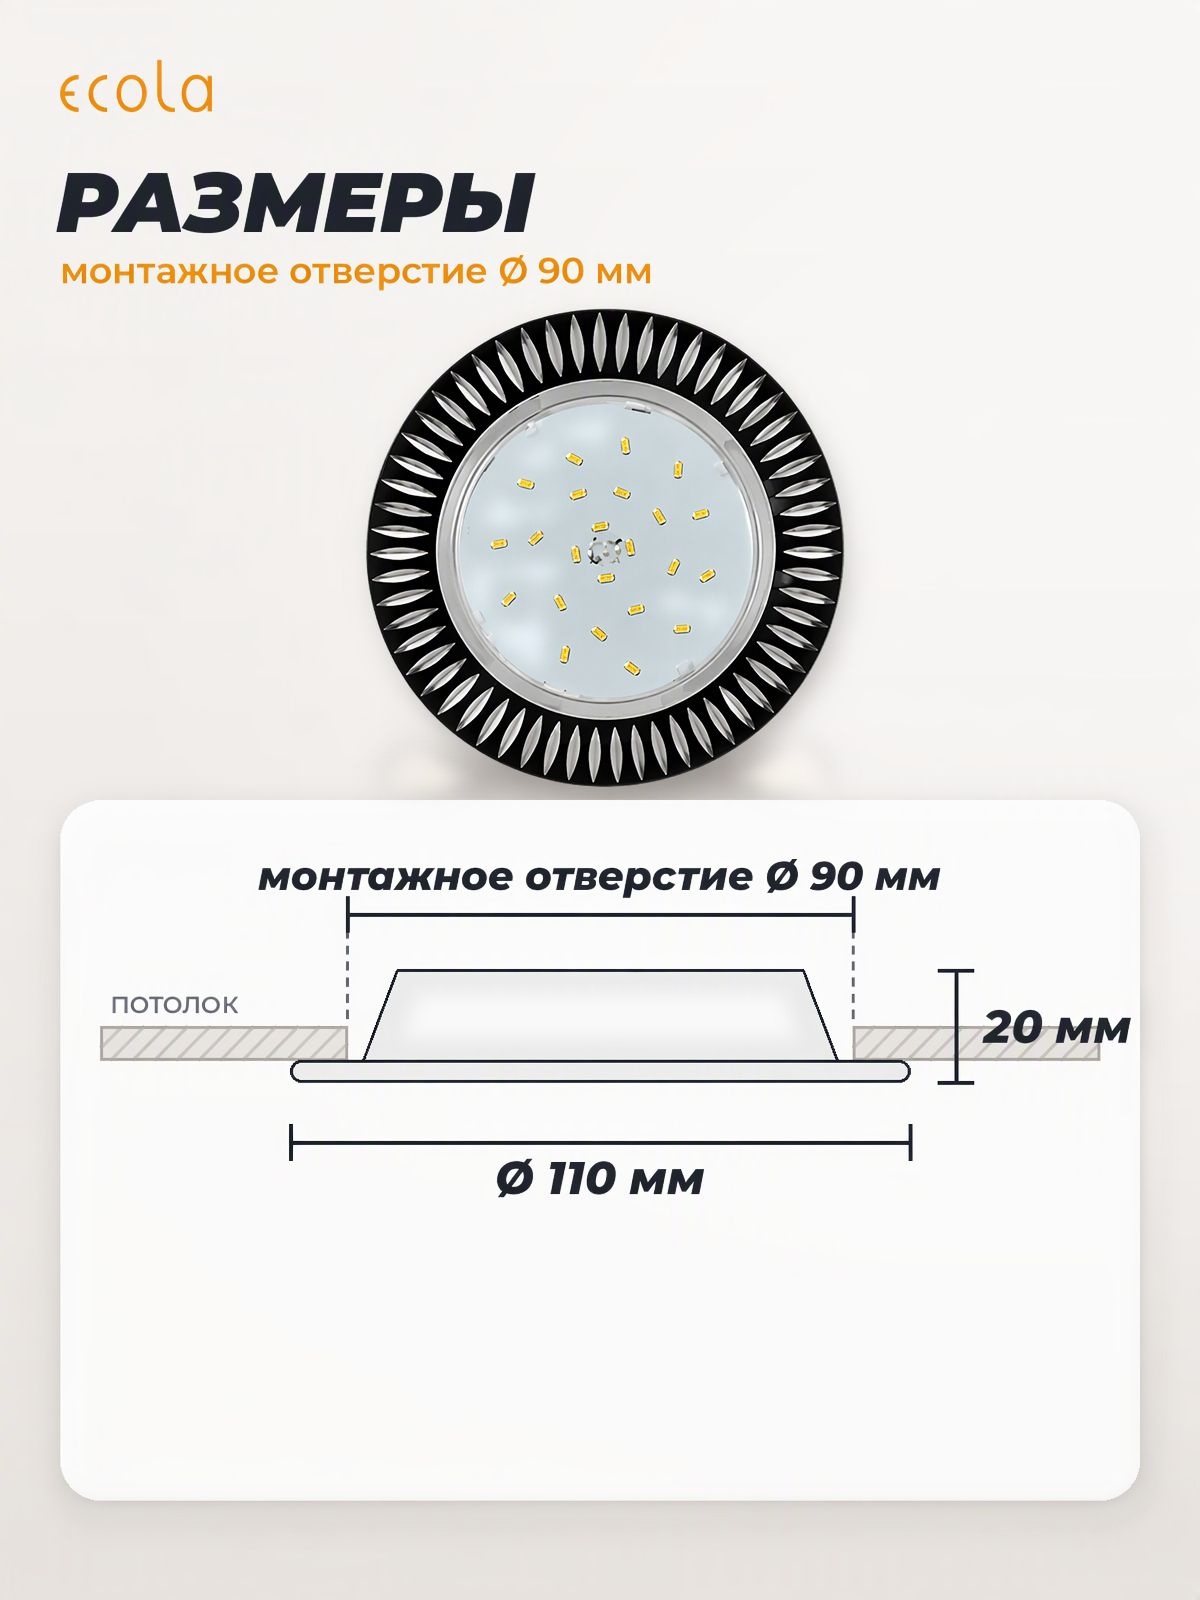 ecola
РАЗМЕРЫ
монтажное отверстие Ø 90 мм
монтажное отверстие Ø 90 мм
потолок
20 мм
Ø 110 мм